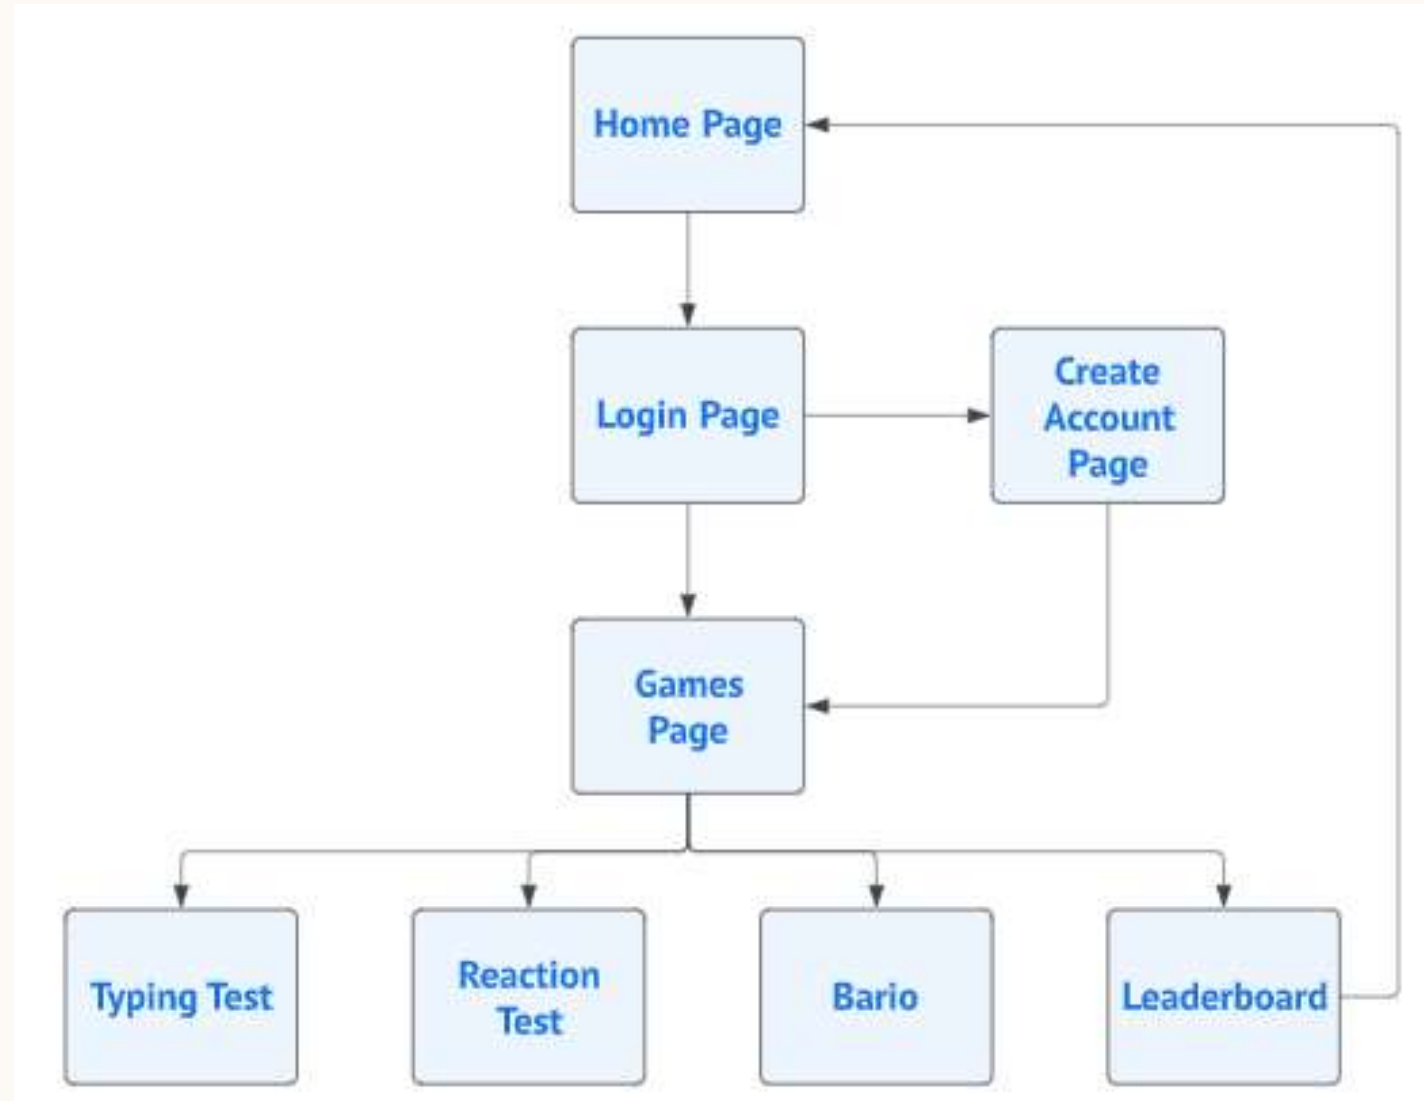 Home Page
Login Page
Create
Account
Page
Games
Page
Typing Test
Reaction
Test
Bario
Leaderboard